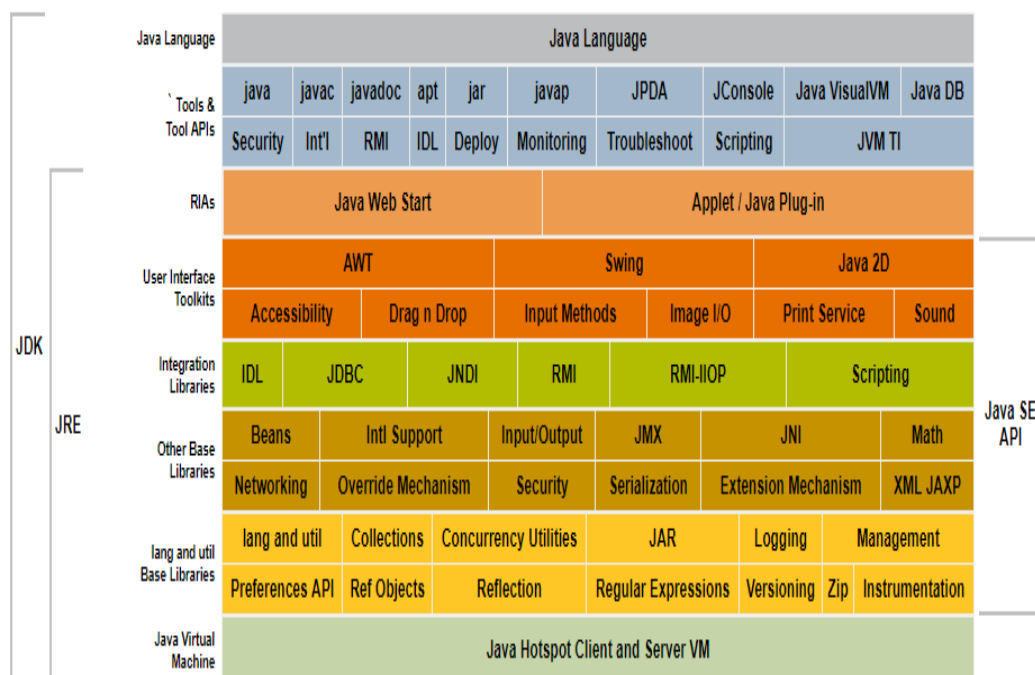 Java Language Java Language
` Tools & Tool APIs
java javac javadoc apt jar javap JPDA JConsole Java VisualVM Java DB
Security Int'l RMI IDL Deploy Monitoring Troubleshoot Scripting JVM TI
RIAs Java Web Start Applet / Java Plug-in
User Interface Toolkits
AWT Swing Java 2D
Accessibility Drag n Drop Input Methods Image I/O Print Service Sound
JDK
Integration Libraries
IDL JDBC JNDI RMI RMI-IIOP Scripting
JRE
Java SE API
Other Base Libraries
Beans Intl Support Input/Output JMX JNI Math
Networking Override Mechanism Security Serialization Extension Mechanism XML JAXP
lang and util Base Libraries
lang and util Collections Concurrency Utilities JAR Logging Management
Preferences API Ref Objects Reflection Regular Expressions Versioning Zip Instrumentation
Java Virtual Machine
Java Hotspot Client and Server VM